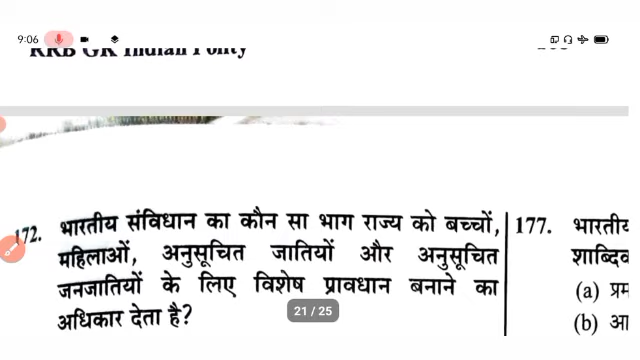 9:06
RRB GK Indian Polity
172. भारतीय संविधान का कौन सा भाग राज्य को बच्चों,
महिलाओं, अनुसूचित जातियों और अनुसूचित
जनजातियों के लिए विशेष प्रावधान बनाने का
अधिकार देता है?
21 / 25
177. भारतीय
शाब्दिक
(a) प्रम
(b) आ